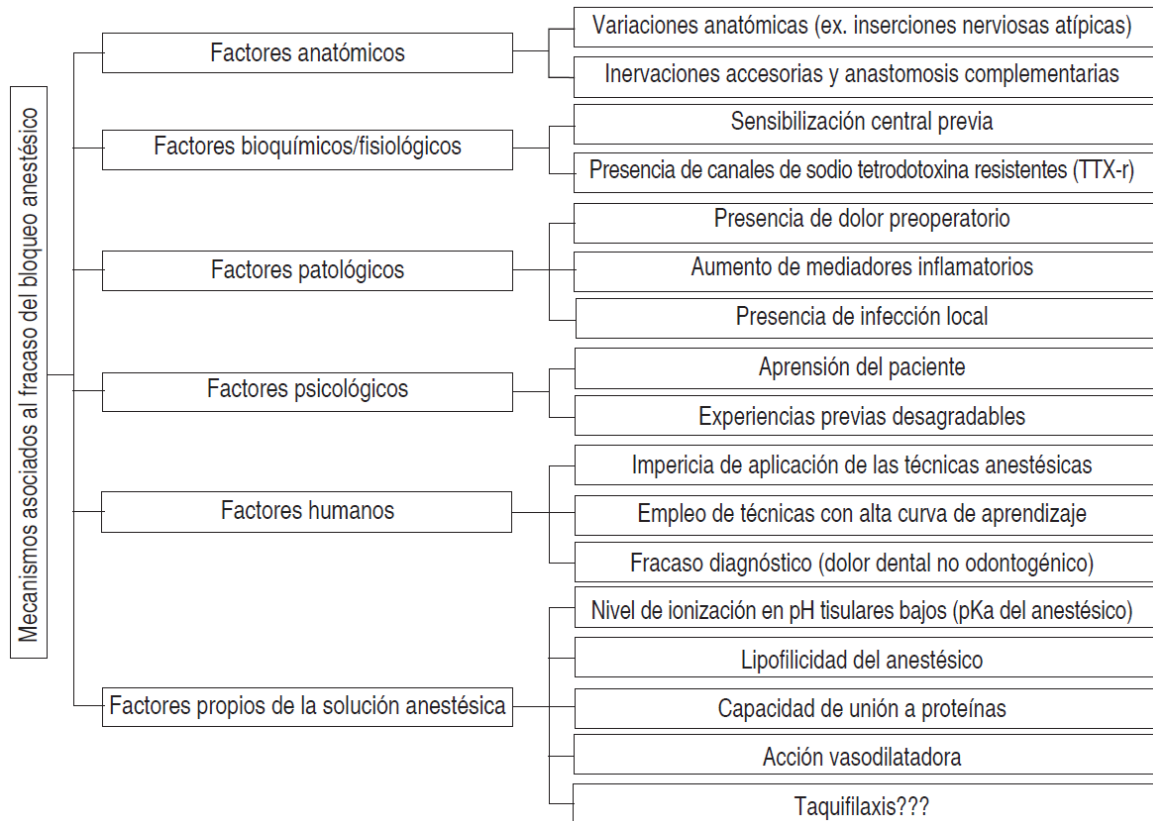 Mecanismos asociados al fracaso del bloqueo anestésico
Factores anatómicos
Variaciones anatómicas (ex. inserciones nerviosas atípicas)
Inervaciones accesorias y anastomosis complementarias
Factores bioquímicos/fisiológicos
Sensibilización central previa
Presencia de canales de sodio tetrodotoxina resistentes (TTX-r)
Factores patológicos
Presencia de dolor preoperatorio
Aumento de mediadores inflamatorios
Presencia de infección local
Factores psicológicos
Aprensión del paciente
Experiencias previas desagradables
Factores humanos
Impericia de aplicación de las técnicas anestésicas
Empleo de técnicas con alta curva de aprendizaje
Fracaso diagnóstico (dolor dental no odontogénico)
Factores propios de la solución anestésica
Nivel de ionización en pH tisulares bajos (pKa del anestésico)
Lipofilicidad del anestésico
Capacidad de unión a proteínas
Acción vasodilatadora
Taquifilaxis???